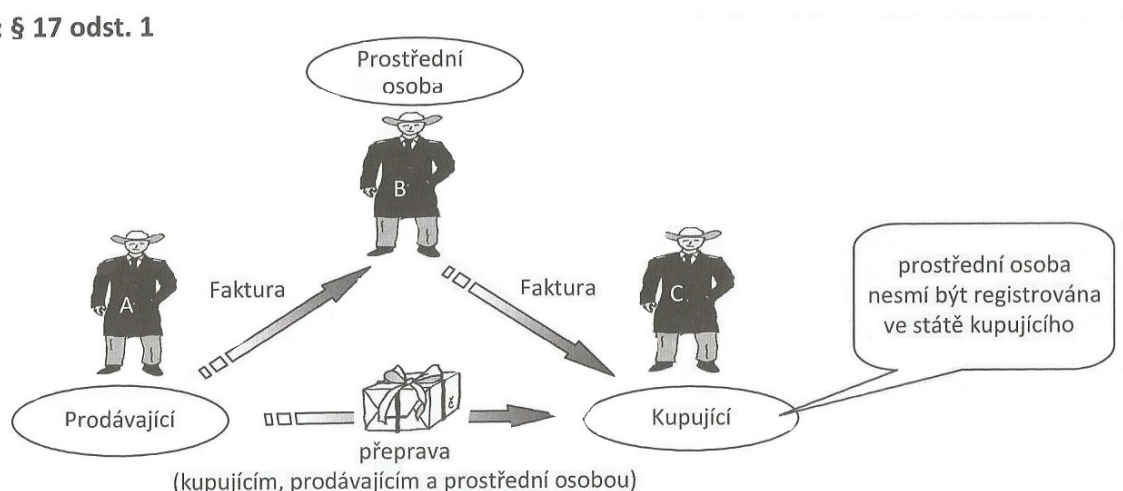 : § 17 odst. 1
Prostřední
osoba
B
A
Faktura
Faktura
C
prostřední osoba
nesmí být registrována
ve státě kupujícího
Prodávající
č
Kupující
přeprava
(kupujícím, prodávajícím a prostřední osobou)